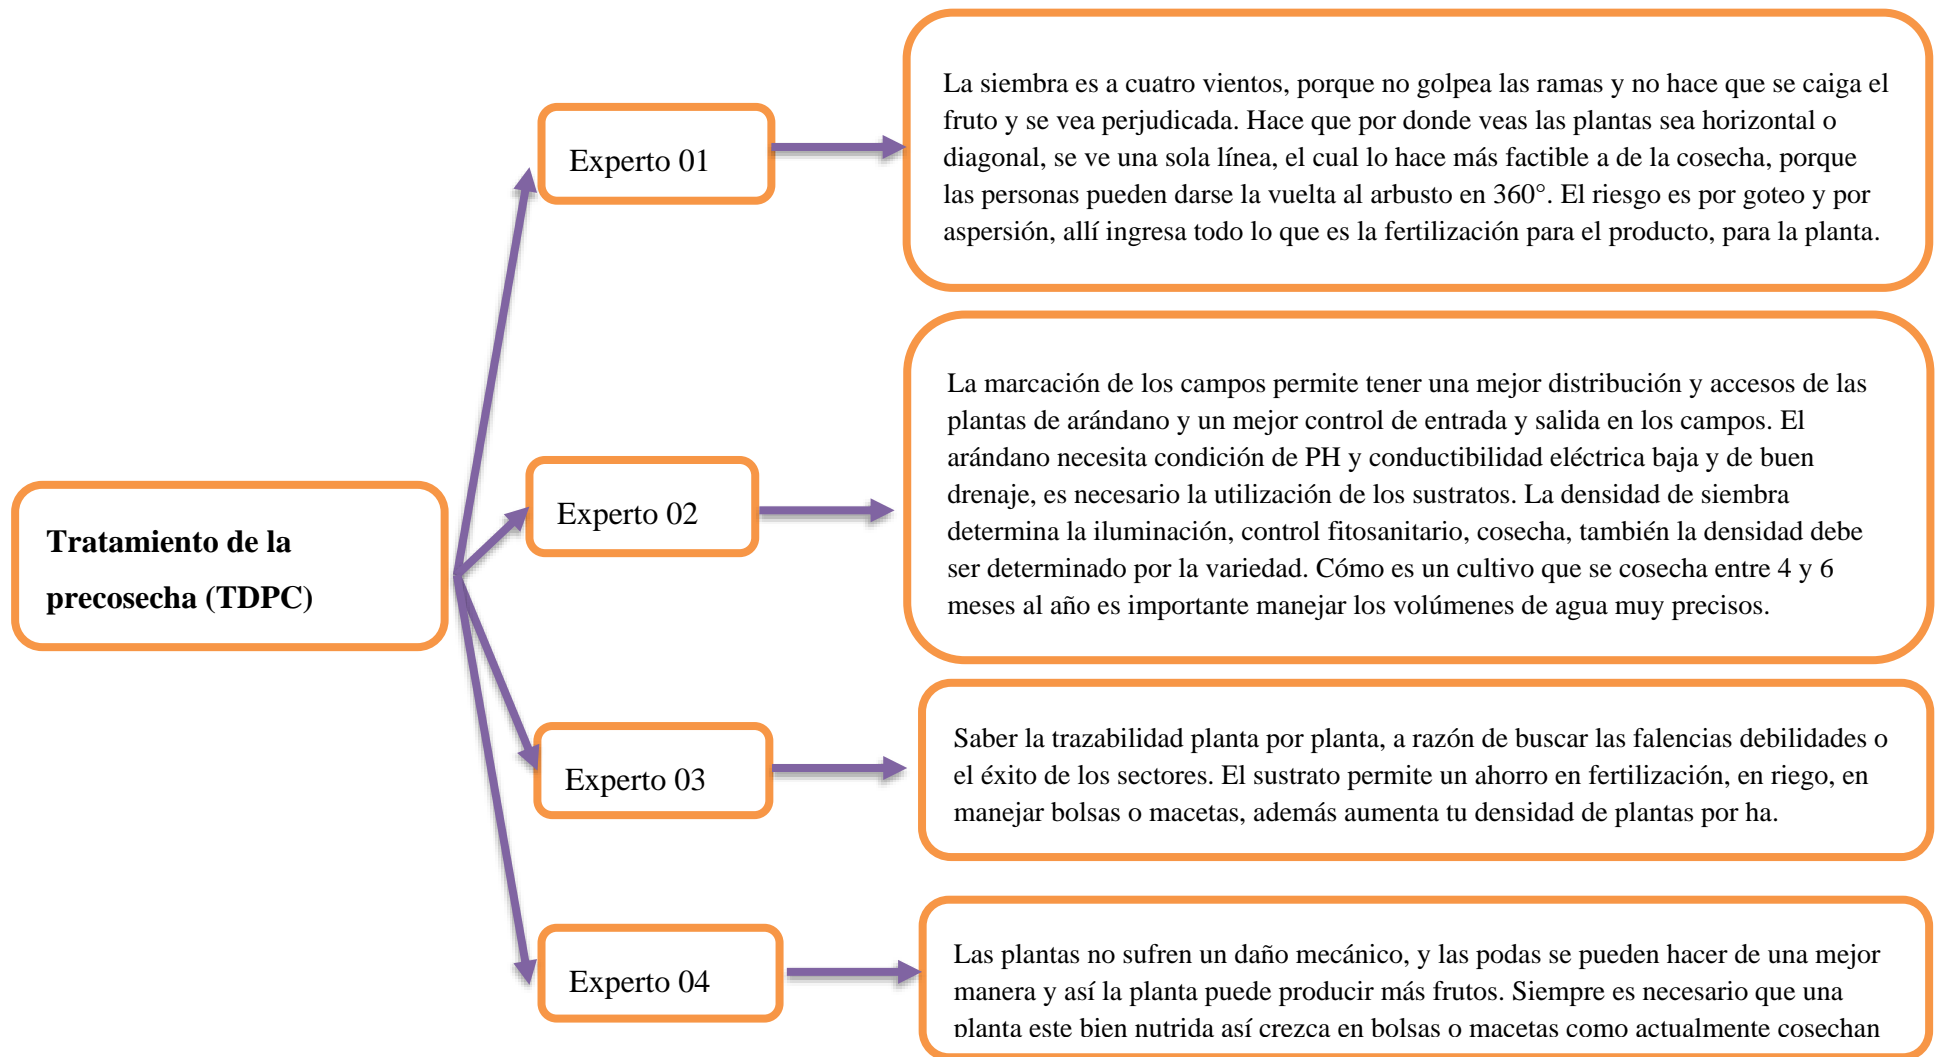 Tratamiento de la
precosecha (TDPC)
Experto 01
La siembra es a cuatro vientos, porque no golpea las ramas y no hace que se caiga el
fruto y se vea perjudicada. Hace que por donde veas las plantas sea horizontal o
diagonal, se ve una sola línea, el cual lo hace más factible a de la cosecha, porque
las personas pueden darse la vuelta al arbusto en 360°. El riesgo es por goteo y por
aspersión, allí ingresa todo lo que es la fertilización para el producto, para la planta.
Experto 02
La marcación de los campos permite tener una mejor distribución y accesos de las
plantas de arándano y un mejor control de entrada y salida en los campos. El
arándano necesita condición de PH y conductibilidad eléctrica baja y de buen
drenaje, es necesario la utilización de los sustratos. La densidad de siembra
determina la iluminación, control fitosanitario, cosecha, también la densidad debe
ser determinado por la variedad. Cómo es un cultivo que se cosecha entre 4 y 6
meses al año es importante manejar los volúmenes de agua muy precisos.
Experto 03
Saber la trazabilidad planta por planta, a razón de buscar las falencias debilidades o
el éxito de los sectores. El sustrato permite un ahorro en fertilización, en riego, en
manejar bolsas o macetas, además aumenta tu densidad de plantas por ha.
Experto 04
Las plantas no sufren un daño mecánico, y las podas se pueden hacer de una mejor
manera y así la planta puede producir más frutos. Siempre es necesario que una
planta este bien nutrida así crezca en bolsas o macetas como actualmente cosechan